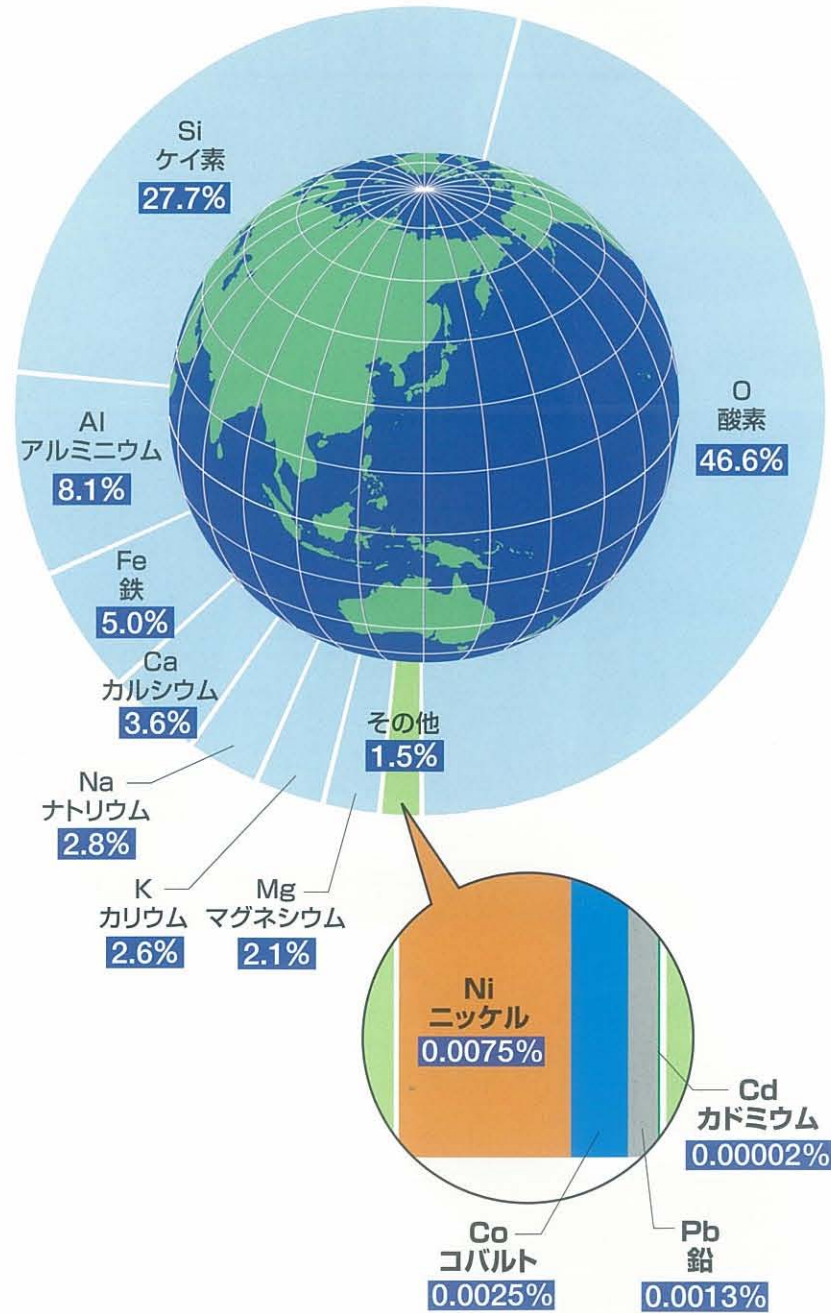 Si
ケイ素
27.7%
O
酸素
46.6%
Al
アルミニウム
8.1%
Fe
鉄
5.0%
Ca
カルシウム
3.6%
Na
ナトリウム
2.8%
K
カリウム
2.6%
Mg
マグネシウム
2.1%
その他
1.5%
Ni
ニッケル
0.0075%
Cd
カドミウム
0.00002%
Co
コバルト
0.0025%
Pb
鉛
0.0013%